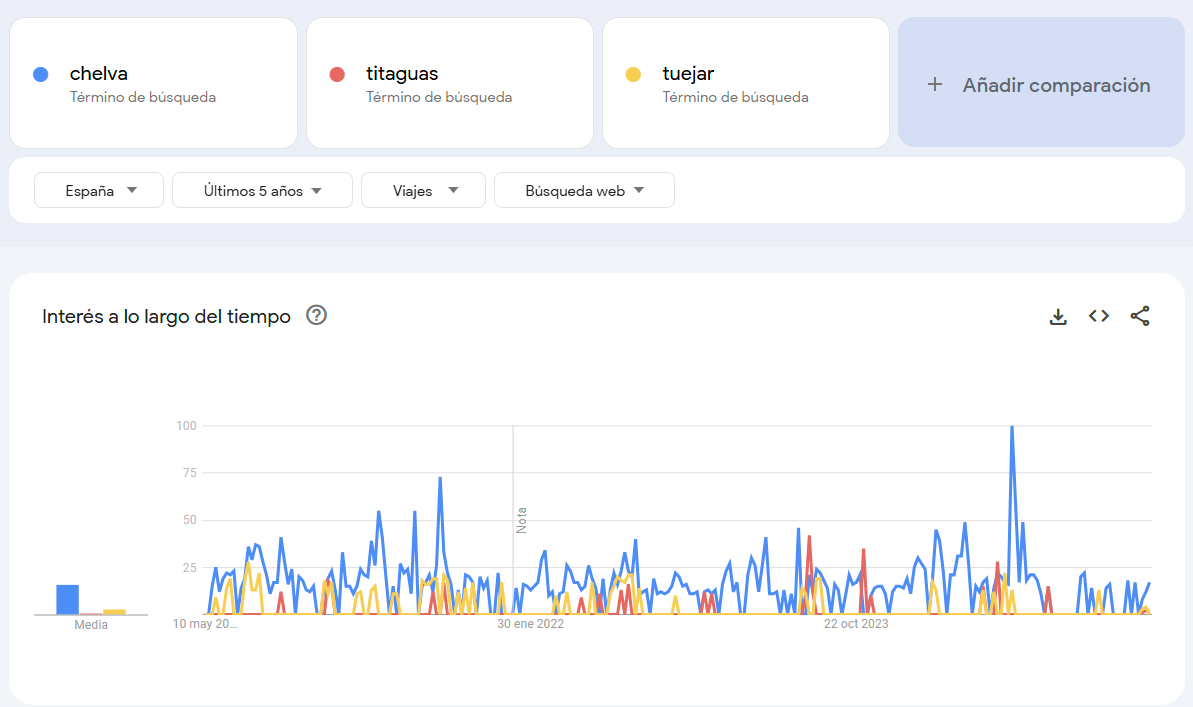 chelva
Término de búsqueda
titaguas
Término de búsqueda
tuejar
Término de búsqueda
+ Añadir comparación
España
Últimos 5 años
Viajes
Búsqueda web
Interés a lo largo del tiempo
100
75
50
25
Nota
Media
10 may 20...
30 ene 2022
22 oct 2023